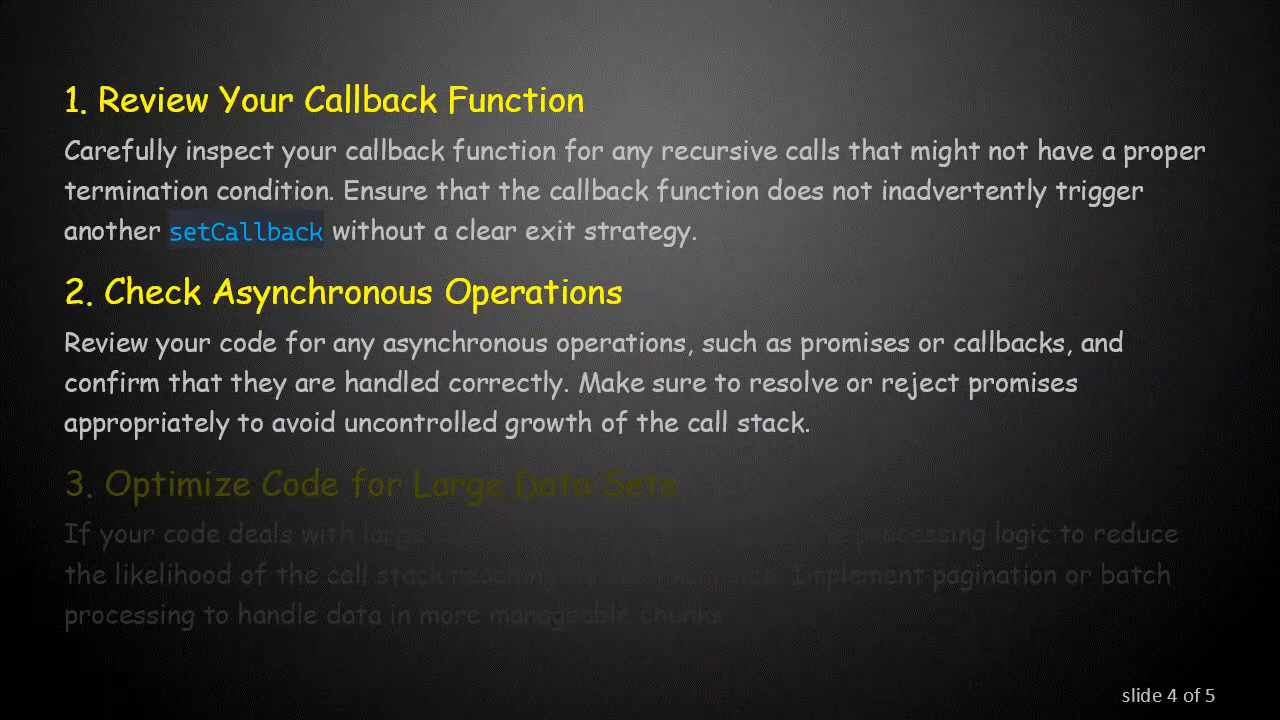 1. Review Your Callback Function
Carefully inspect your callback function for any recursive calls that might not have a proper
termination condition. Ensure that the callback function does not inadvertently trigger
another setCallback without a clear exit strategy.
2. Check Asynchronous Operations
Review your code for any asynchronous operations, such as promises or callbacks, and
confirm that they are handled correctly. Make sure to resolve or reject promises
appropriately to avoid uncontrolled growth of the call stack.
3. Optimize Code for Large Data Sets
If your code deals with large processing logic to reduce
the likelihood of the call stack reaching Implement pagination or batch
processing to handle data in more manageable chunks
slide 4 of 5